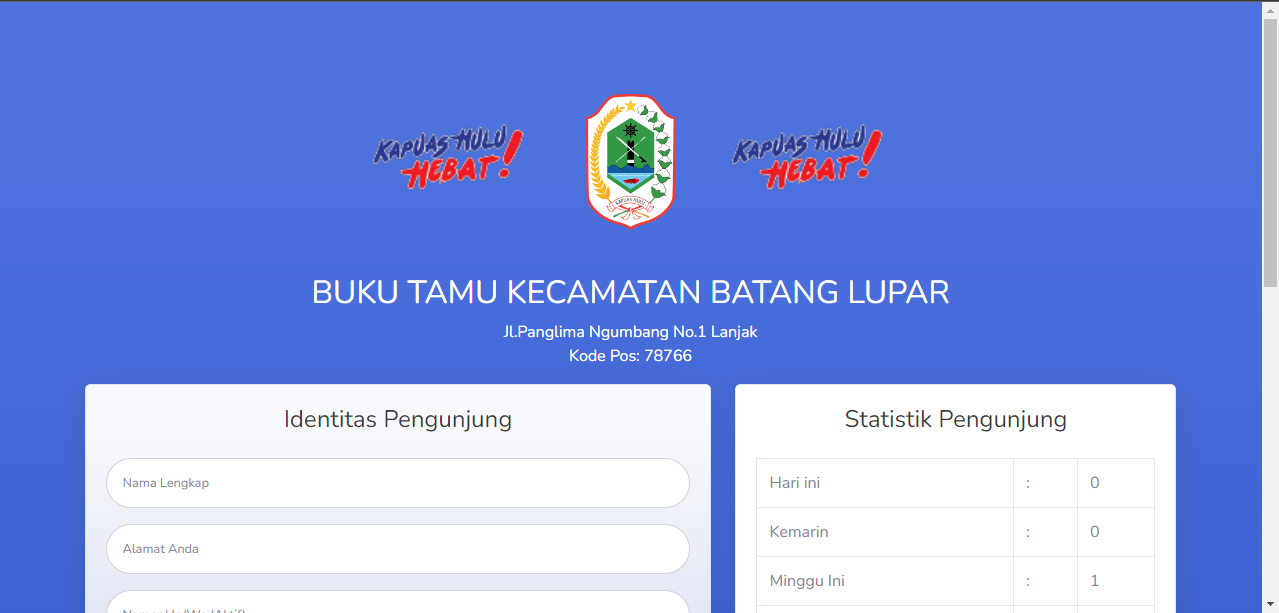 KAPUAS HULU
HEBAT!
KAPUAS HULU
KAPUAS HULU
HEBAT!
BUKU TAMU KECAMATAN BATANG LUPAR
Jl.Panglima Ngumbang No.1 Lanjak
Kode Pos: 78766
Identitas Pengunjung
Nama Lengkap
Alamat Anda
Statistik Pengunjung
Hari ini : 0
Kemarin : 0
Minggu Ini : 1